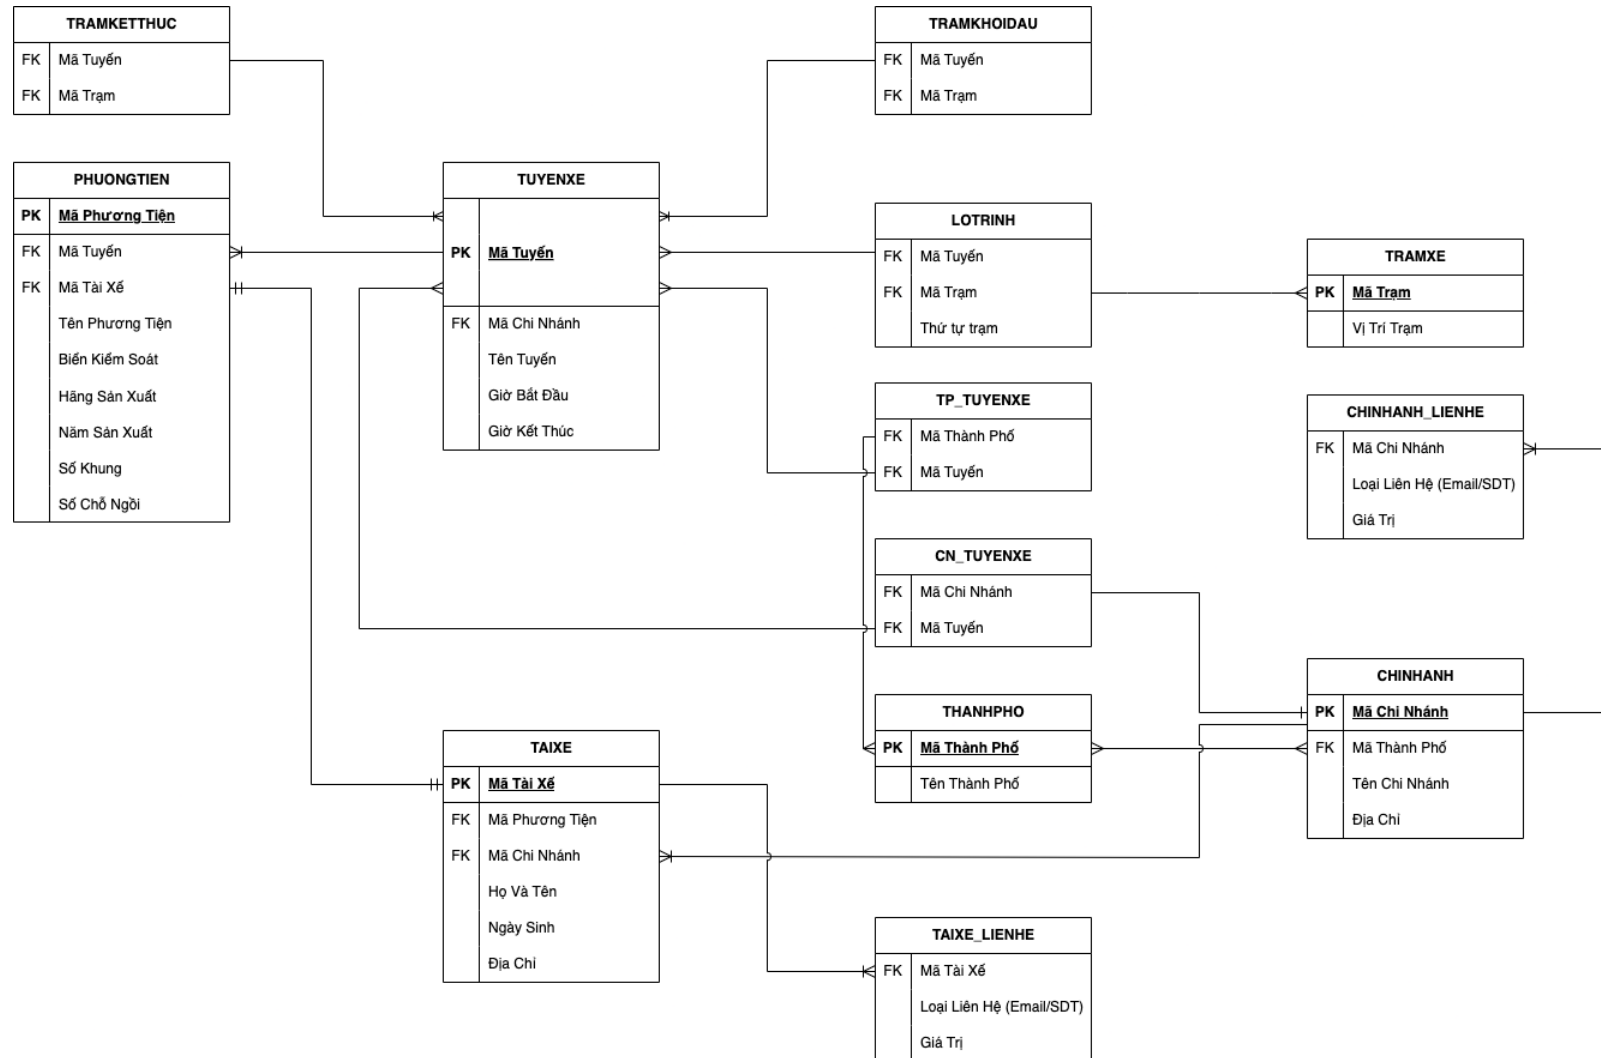 TRAMKETTHUC
FK Mã Tuyến
FK Mã Trạm
TRAMKHOIDAU
FK Mã Tuyến
FK Mã Trạm
PHUONGTIEN
PK Mã Phương Tiện
FK Mã Tuyến
FK Mã Tài Xế
Tên Phương Tiện
Biển Kiểm Soát
Hãng Sản Xuất
Năm Sản Xuất
Số Khung
Số Chỗ Ngồi
TUYENXE
PK Mã Tuyến
FK Mã Chi Nhánh
Tên Tuyến
Giờ Bắt Đầu
Giờ Kết Thúc
LOTRINH
FK Mã Tuyến
FK Mã Trạm
Thứ tự trạm
TRAMXE
PK Mã Trạm
Vị Trí Trạm
TP_TUYENXE
FK Mã Thành Phố
FK Mã Tuyến
CHINHANH_LIENHE
FK Mã Chi Nhánh
Loại Liên Hệ (Email/SDT)
Giá Trị
CN_TUYENXE
FK Mã Chi Nhánh
FK Mã Tuyến
THANHPHO
PK Mã Thành Phố
Tên Thành Phố
CHINHANH
PK Mã Chi Nhánh
FK Mã Thành Phố
Tên Chi Nhánh
Địa Chỉ
TAIXE
PK Mã Tài Xế
FK Mã Phương Tiện
FK Mã Chi Nhánh
Họ Và Tên
Ngày Sinh
Địa Chỉ
TAIXE_LIENHE
FK Mã Tài Xế
Loại Liên Hệ (Email/SDT)
Giá Trị